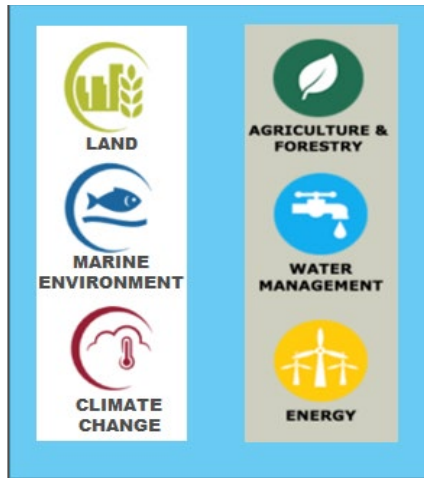 LAND
MARINE
ENVIRONMENT
CLIMATE
CHANGE
AGRICULTURE &
FORESTRY
WATER
MANAGEMENT
ENERGY